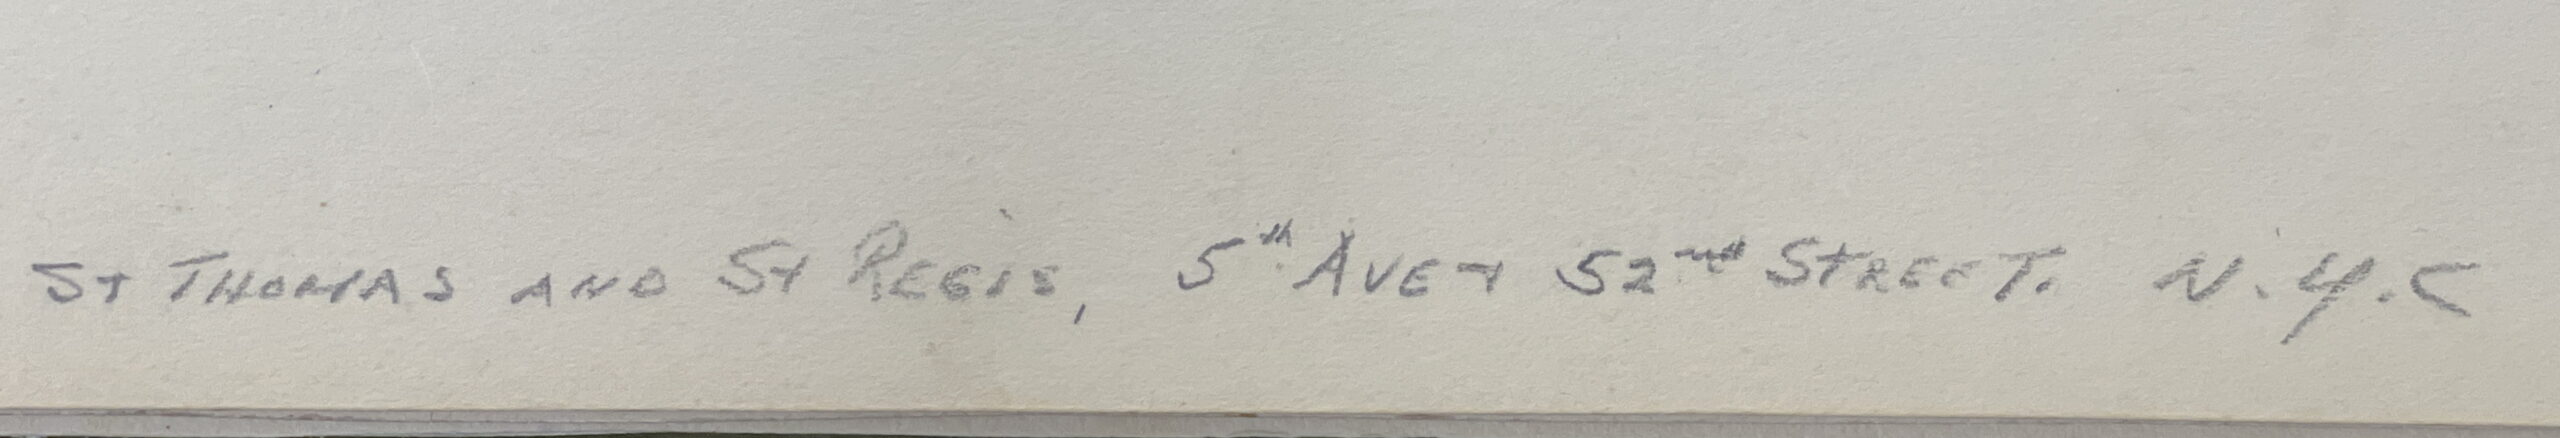 St THOMAS AND St REGIS, 5th AVE + 52nd STREET. N.Y.C